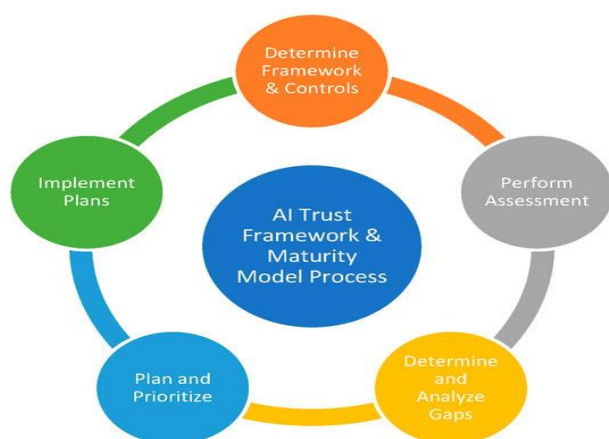 Determine
Framework
& Controls
Perform
Assessment
Determine
and
Analyze
Gaps
Plan and
Prioritize
Implement
Plans
AI Trust
Framework &
Maturity
Model Process